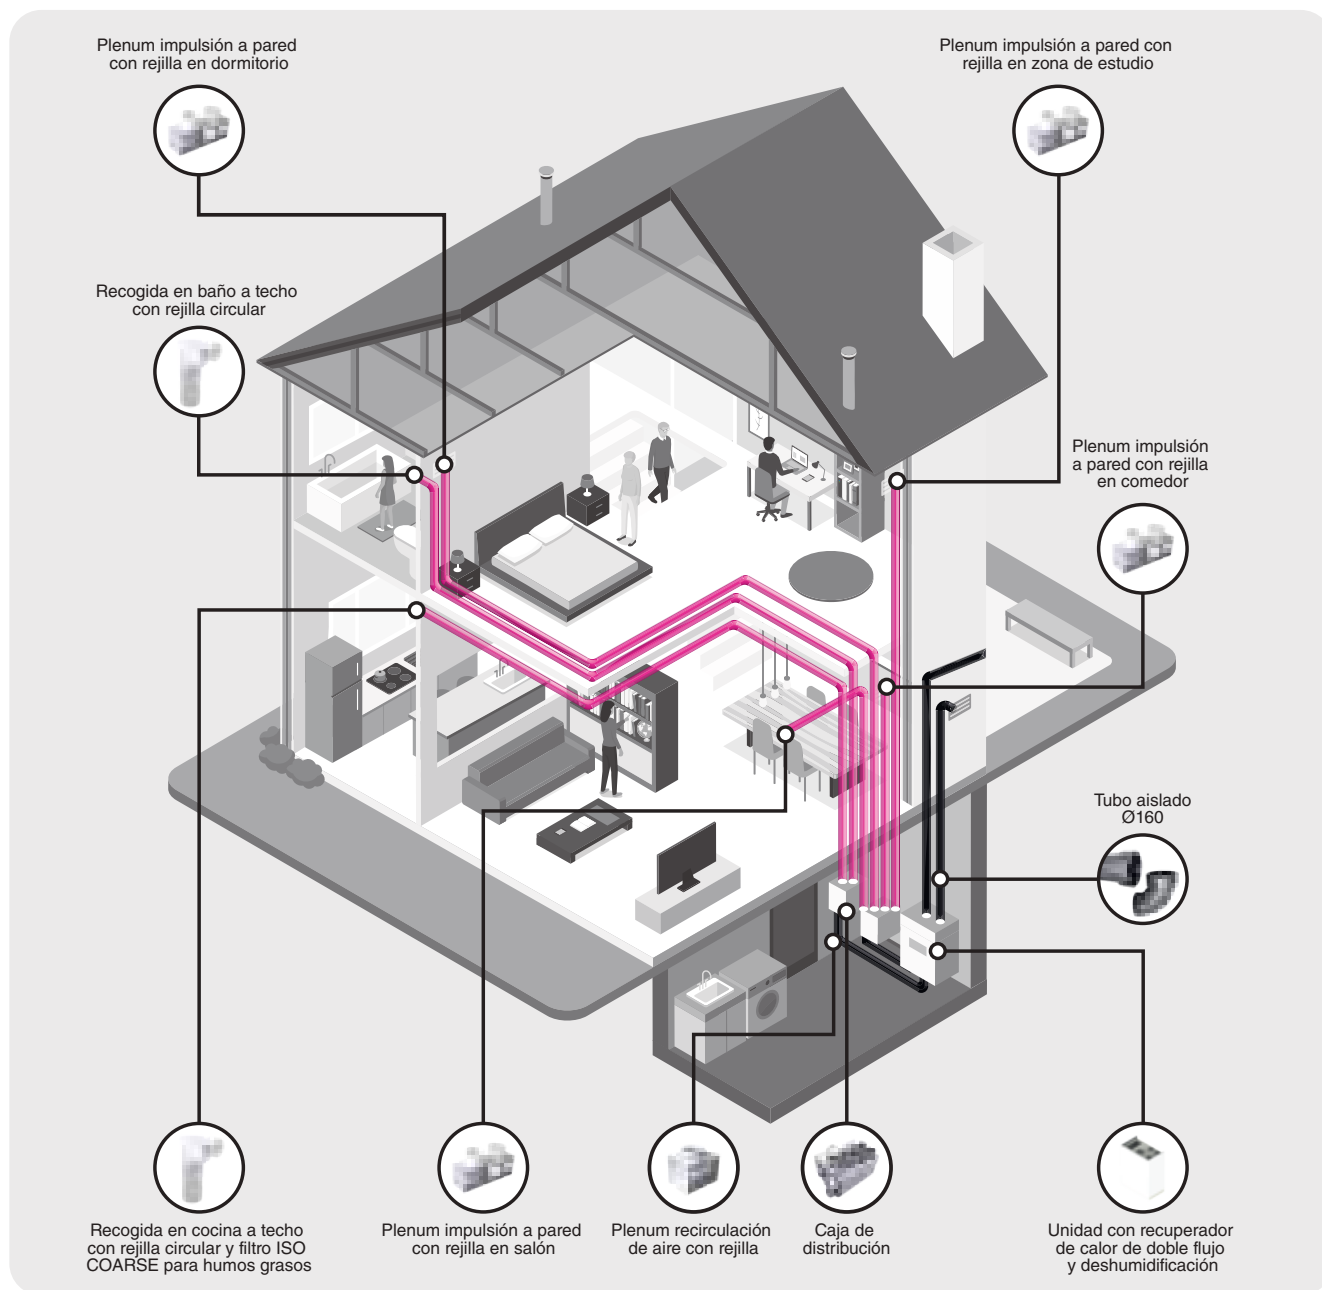 Plenum impulsión a pared
con rejilla en dormitorio
Plenum impulsión a pared con
rejilla en zona de estudio
Recogida en baño a techo
con rejilla circular
Plenum impulsión
a pared con rejilla
en comedor
Tubo aislado
Ø160
Recogida en cocina a techo
con rejilla circular y filtro ISO
COARSE para humos grasos
Plenum impulsión a pared
con rejilla en salón
Plenum recirculación
de aire con rejilla
Caja de
distribución
Unidad con recuperador
de calor de doble flujo
y deshumidificación